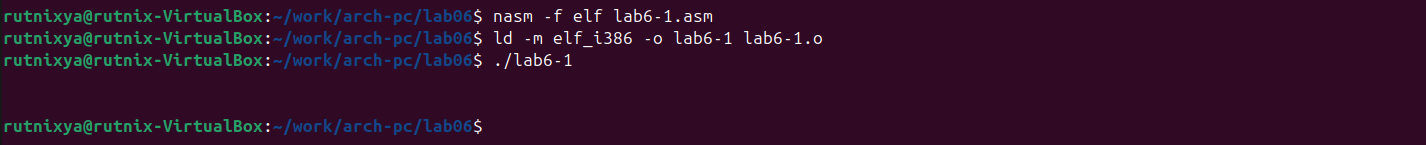 rutnixya@rutnix-VirtualBox:~/work/arch-pc/lab06$ nasm -f elf lab6-1.asm
rutnixya@rutnix-VirtualBox:~/work/arch-pc/lab06$ ld -m elf_i386 -o lab6-1 lab6-1.o
rutnixya@rutnix-VirtualBox:~/work/arch-pc/lab06$ ./lab6-1
rutnixya@rutnix-VirtualBox:~/work/arch-pc/lab06$